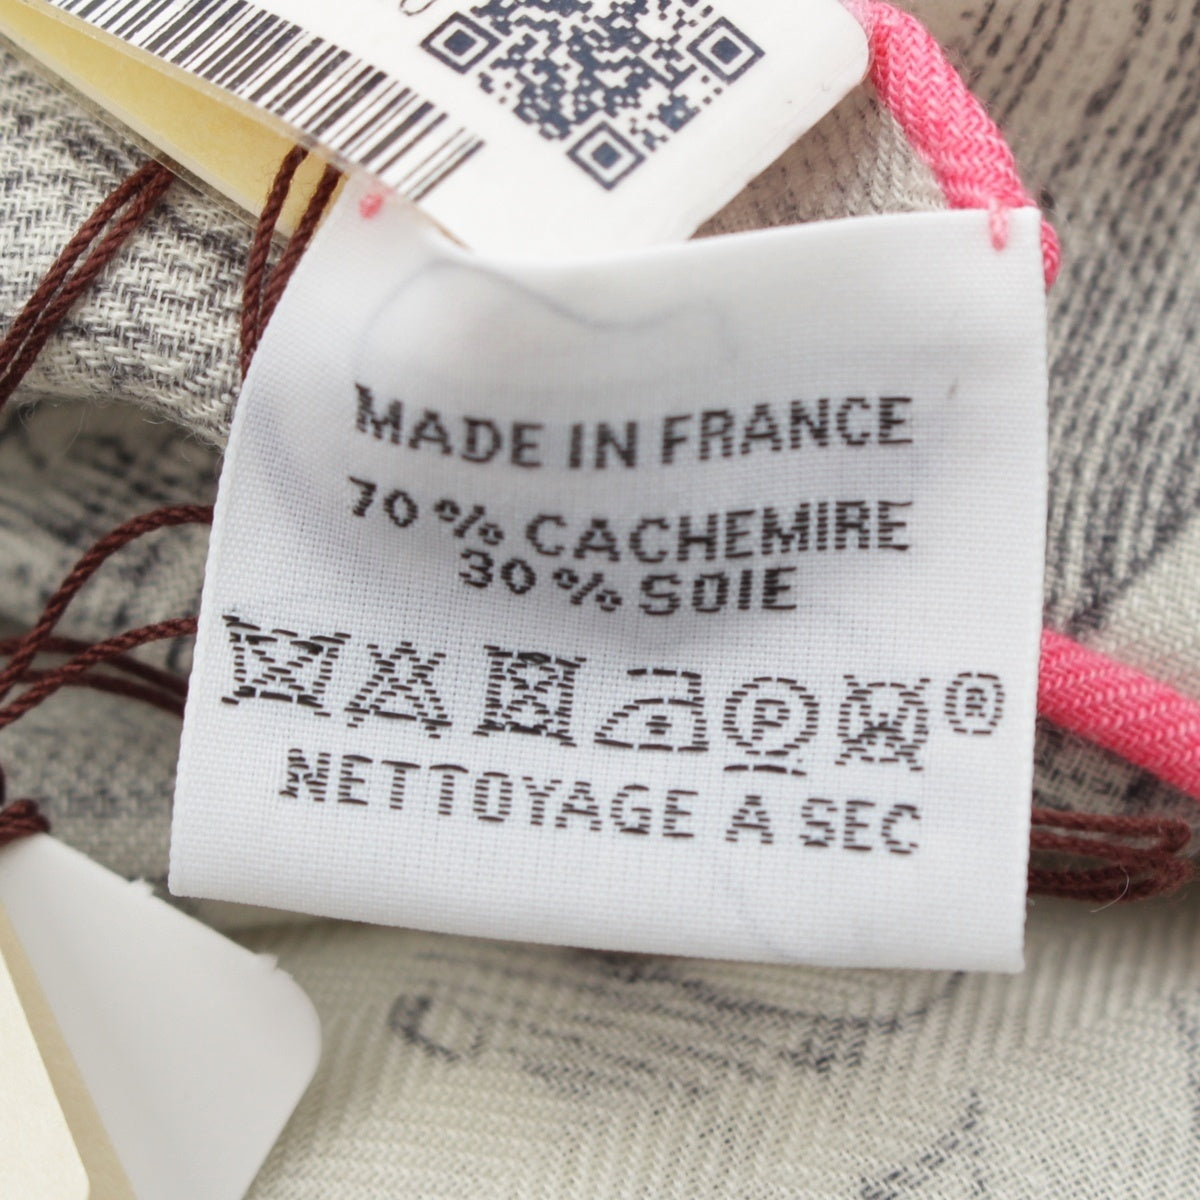 MADE IN FRANCE
70 % CACHEMIRE
30 % SOIE
P ®
NETTOYAGE A SEC